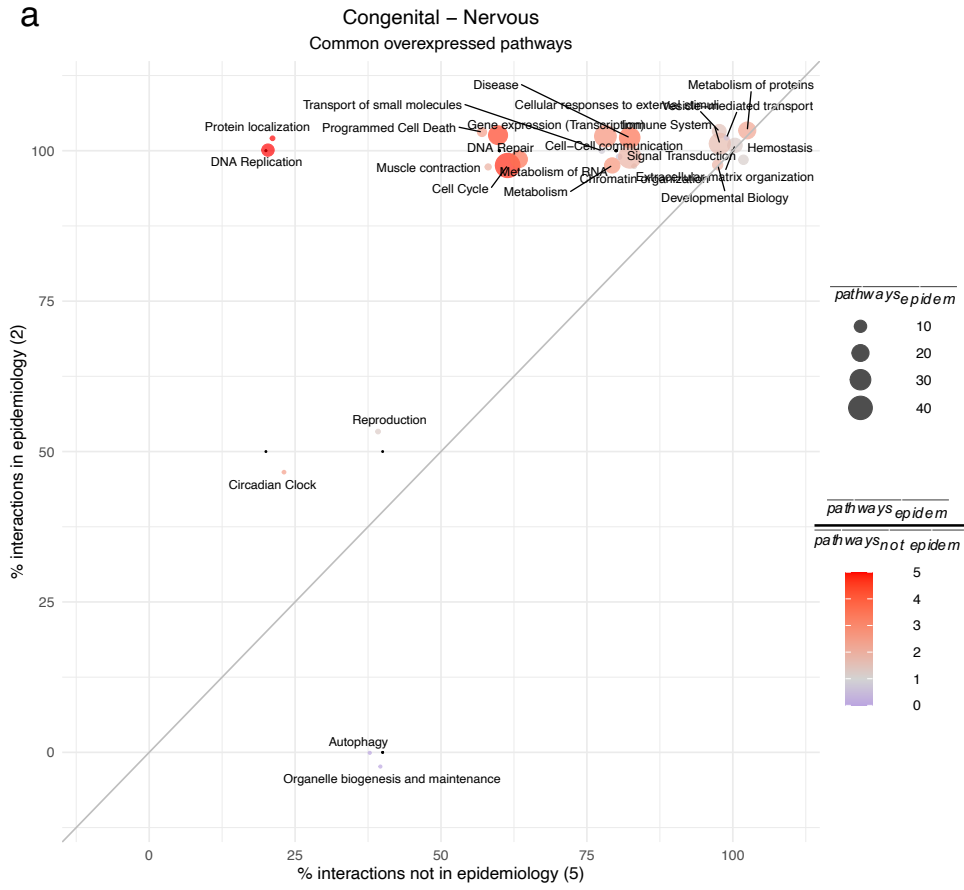 a
Congenital – Nervous
Common overexpressed pathways
Disease
Metabolism of proteins
Transport of small molecules
Cellular responses to external stimuli
Vesicle-mediated transport
Protein localization
Programmed Cell Death
Gene expression (Transcription)
Immune System
DNA Replication
DNA Repair
Cell-Cell communication
Hemostasis
Signal Transduction
Muscle contraction
Metabolism of RNA
Chromatin organization
Extracellular matrix organization
Cell Cycle
Metabolism
Developmental Biology
Reproduction
Circadian Clock
Autophagy
Organelle biogenesis and maintenance
100
75
50
25
0
0
25
50
75
100
% interactions not in epidemiology (5)
% interactions in epidemiology (2)
pathways epidem
10
20
30
40
pathways epidem
pathways not epidem
5
4
3
2
1
0